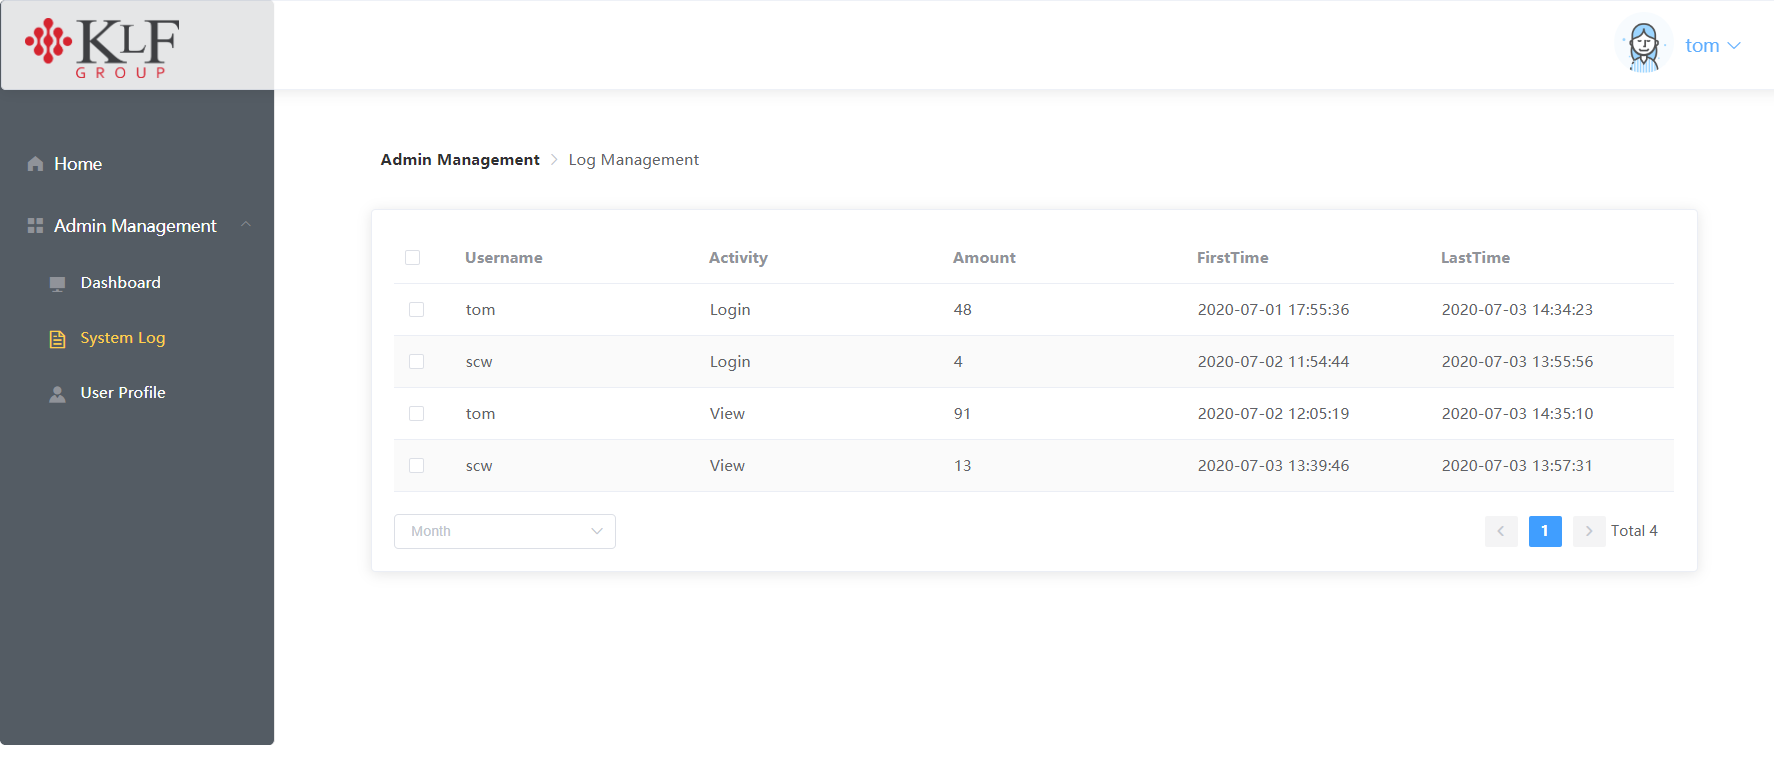 KLF
GROUP
tom
Home
Admin Management
Dashboard
System Log
User Profile
Admin Management > Log Management
Username Activity Amount FirstTime LastTime
tom Login 48 2020-07-01 17:55:36 2020-07-03 14:34:23
scw Login 4 2020-07-02 11:54:44 2020-07-03 13:55:56
tom View 91 2020-07-02 12:05:19 2020-07-03 14:35:10
scw View 13 2020-07-03 13:39:46 2020-07-03 13:57:31
Month
1
Total 4